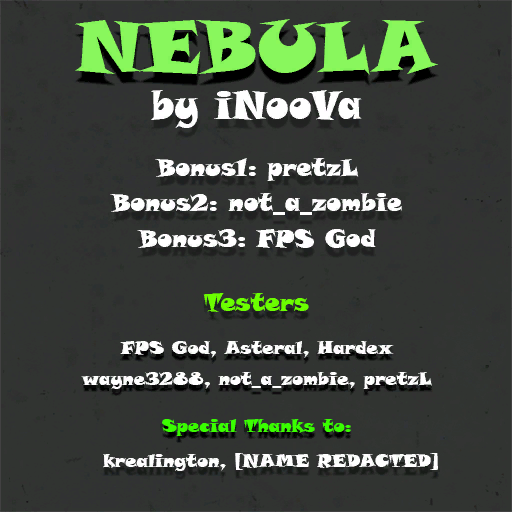 NEBULA
by iNooVa
Bonus1: pretzL
Bonus2: not_a_zombie
Bonus3: FPS God
Testers
FPS God, Asteral, Hardex
wayne3288, not_a_zombie, pretzL
Special Thanks to:
krealington, [NAME REDACTED]